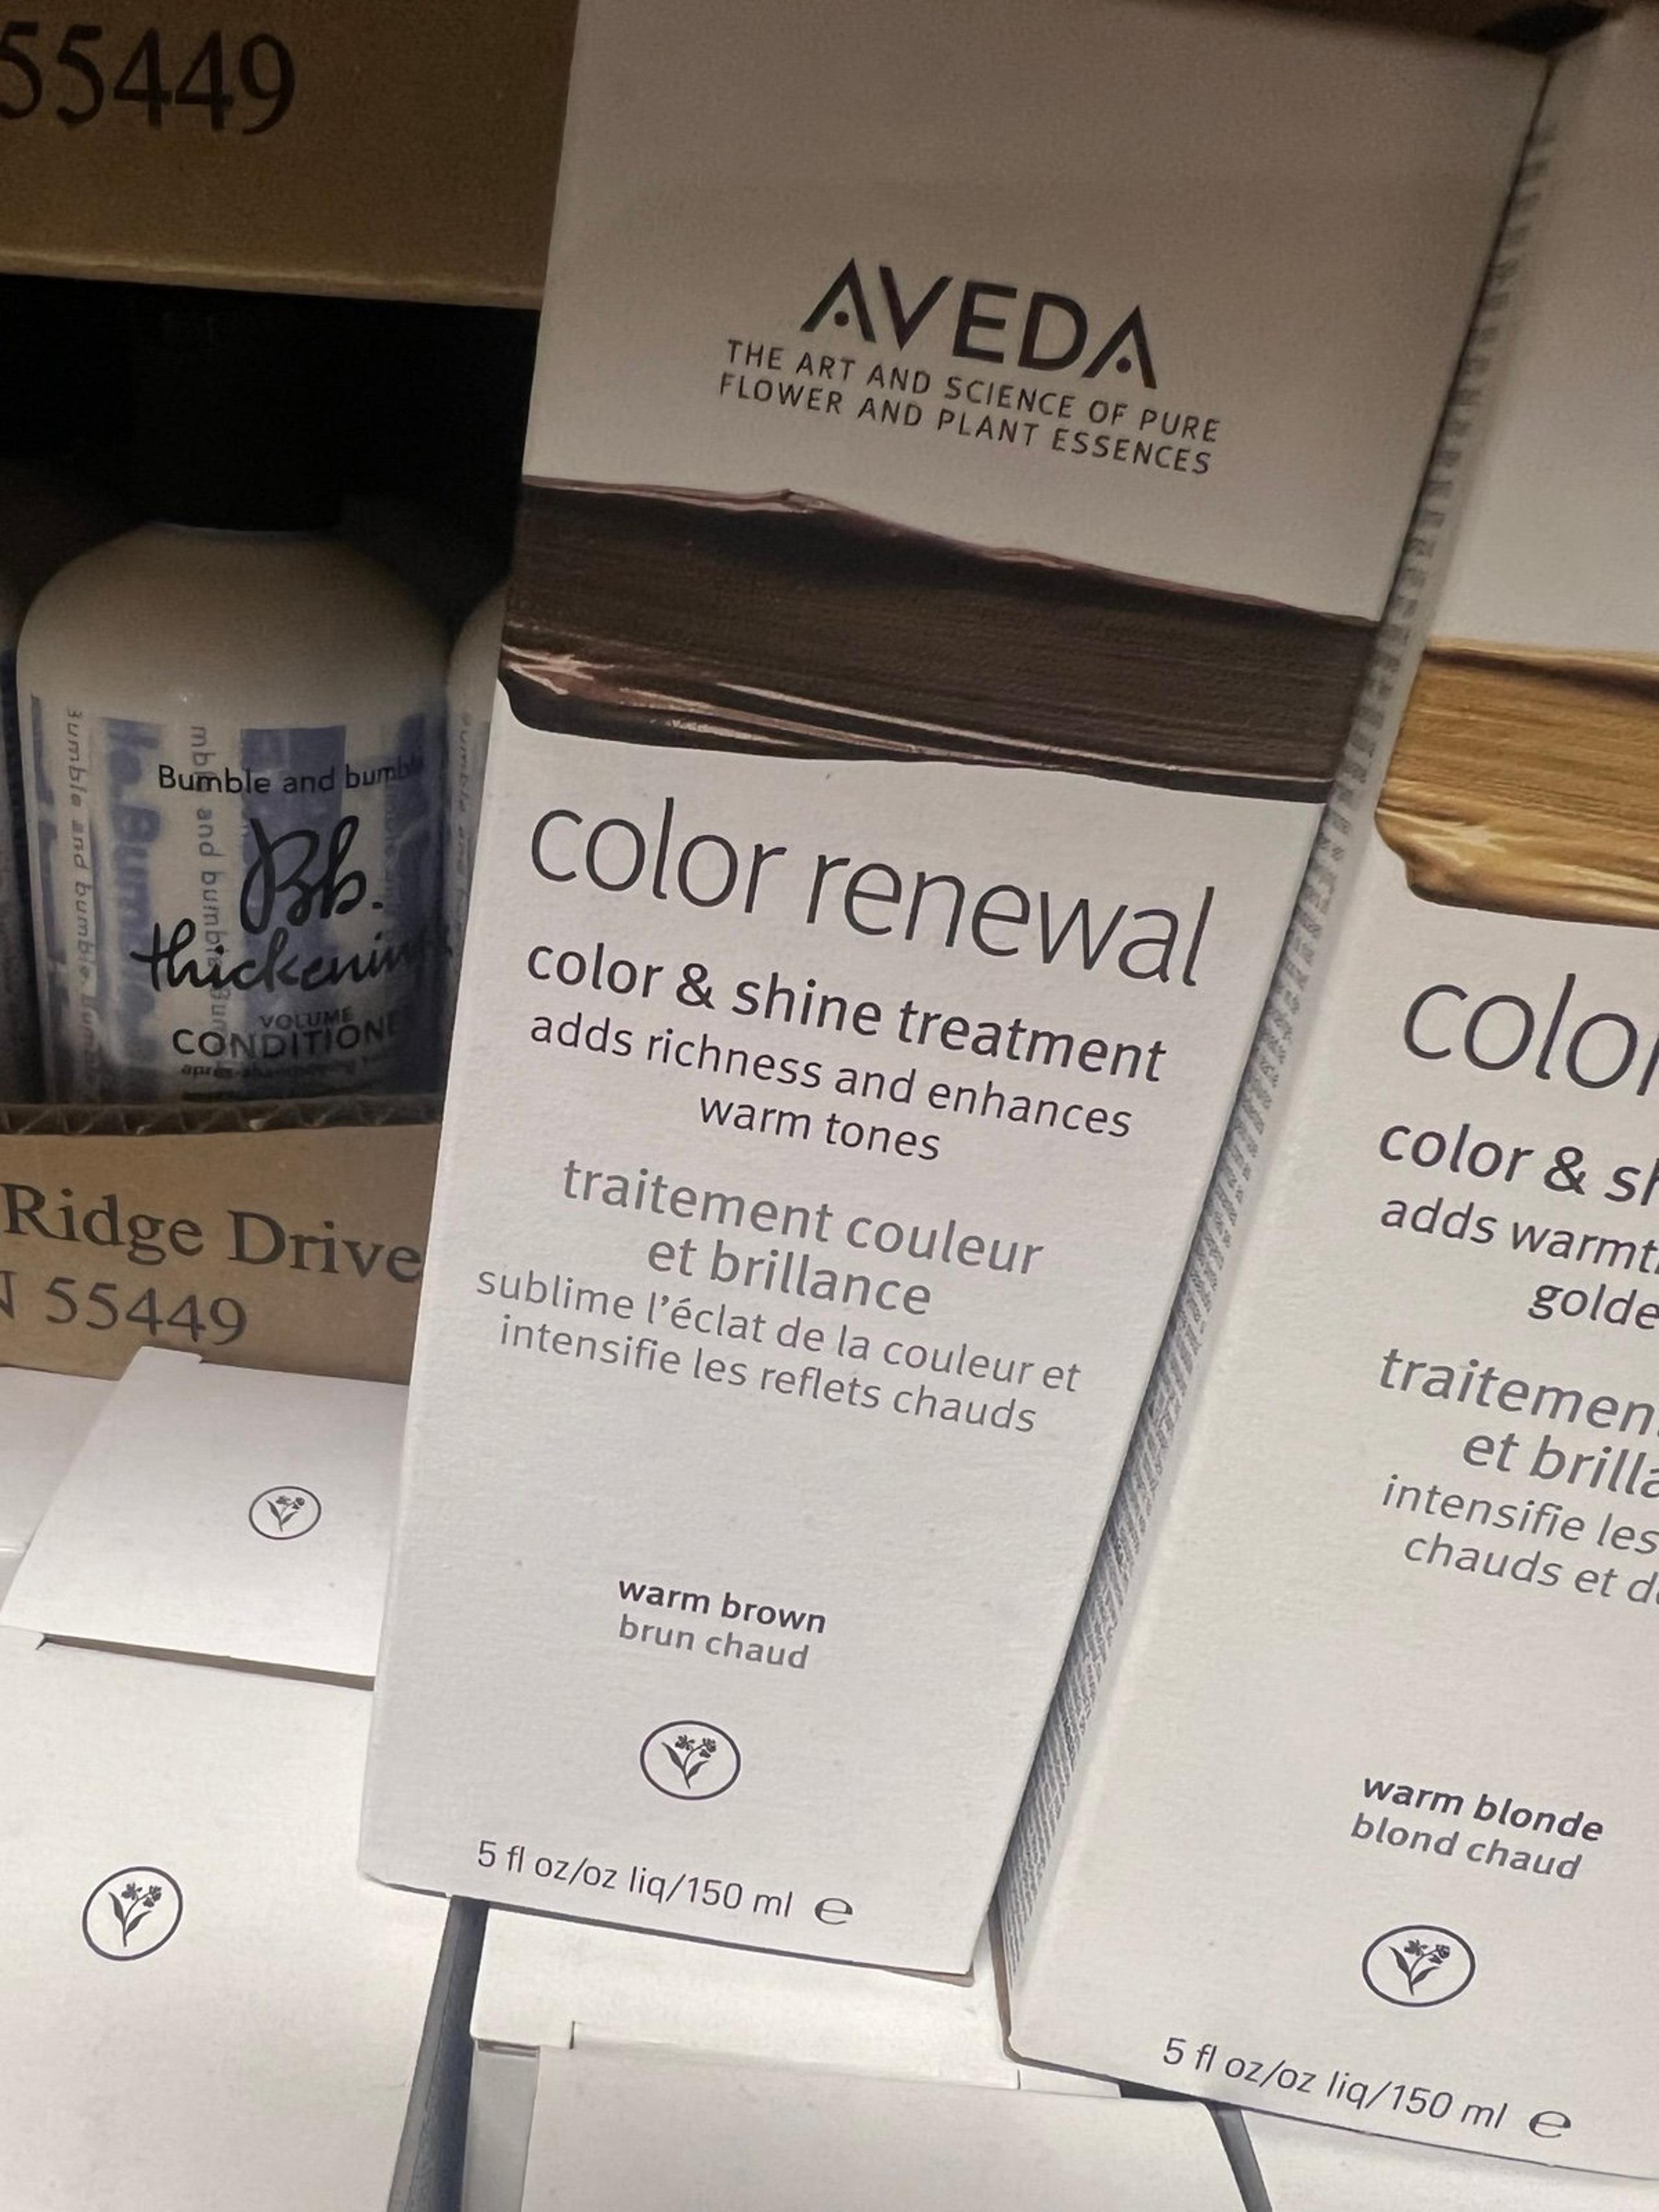 55449
AVEDA
THE ART AND SCIENCE OF PURE
FLOWER AND PLANT ESSENCES
color renewal
color & shine treatment
adds richness and enhances
warm tones
traitement couleur
et brillance
sublime l'éclat de la couleur et
intensifie les reflets chauds
warm brown
brun chaud
5 fl oz/oz liq/150 ml ℮
Bumble and bumble
Bb.
thickening
VOLUME
CONDITIONE
Ridge Drive
N 55449
color
color & sh
adds warmt
golde
traitemen
et brilla
intensifie les
chauds et d
warm blonde
blond chaud
5 fl oz/oz liq/150 ml ℮